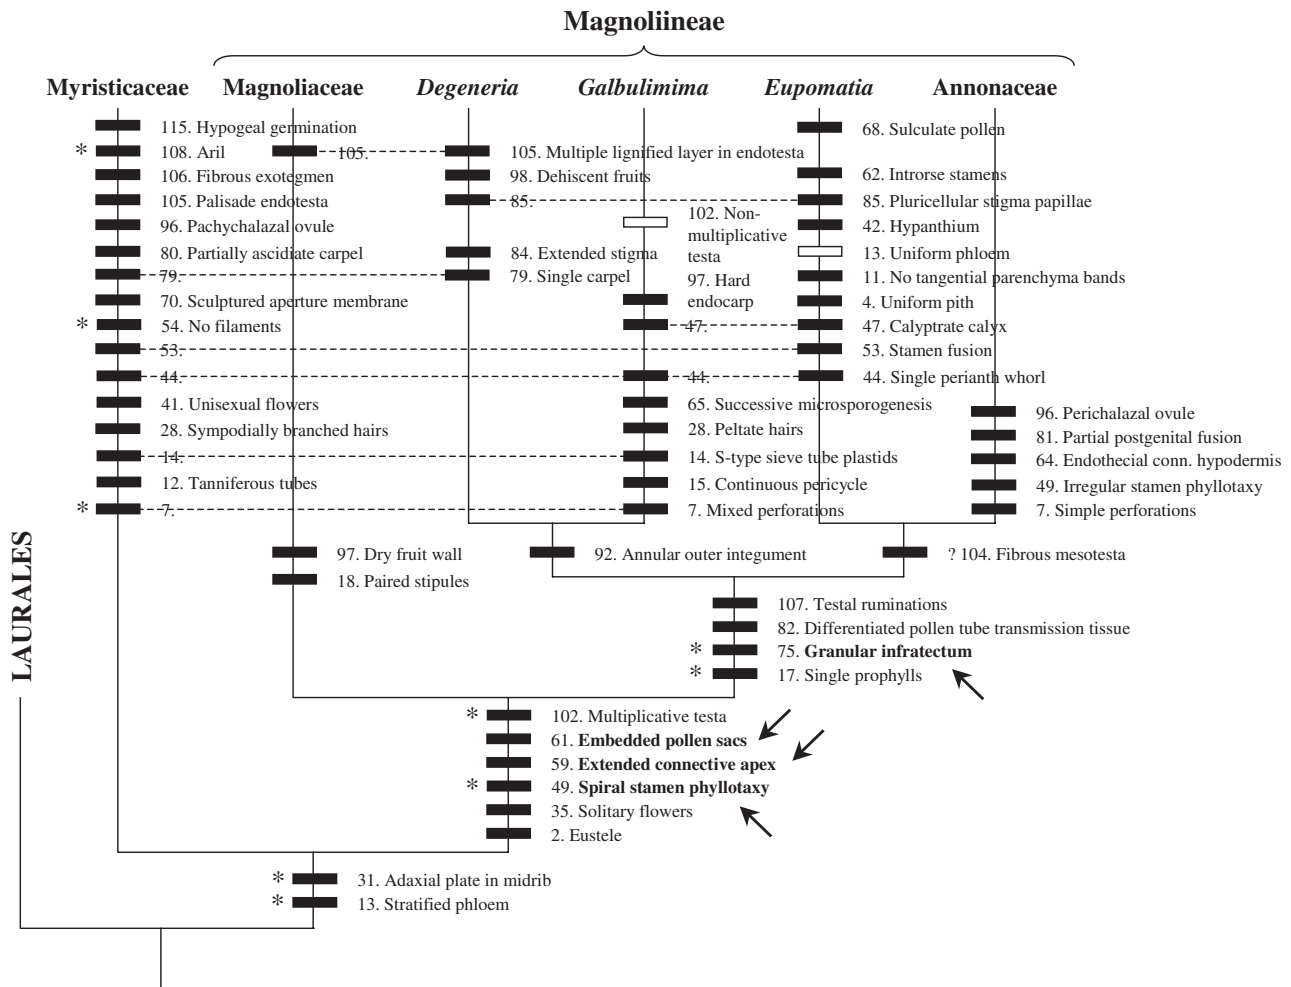 Magnoliineae
Myristicaceae
Magnoliaceae
Degeneria
Galbulimima
Eupomatia
Annonaceae
115. Hypogeal germination
* 108. Aril
106. Fibrous exotegmen
105. Palisade endotesta
96. Pachychalazal ovule
80. Partially ascidiate carpel
79.
70. Sculptured aperture membrane
* 54. No filaments
53.
44.
41. Unisexual flowers
28. Sympodially branched hairs
14.
12. Tanniferous tubes
* 7.
105.
97. Dry fruit wall
18. Paired stipules
105. Multiple lignified layer in endotesta
98. Dehiscent fruits
85.
84. Extended stigma
79. Single carpel
102. Non-
multiplicative
testa
97. Hard
endocarp
47.
44.
65. Successive microsporogenesis
28. Peltate hairs
14. S-type sieve tube plastids
15. Continuous pericycle
7. Mixed perforations
68. Sulculate pollen
62. Introrse stamens
85. Pluricellular stigma papillae
42. Hypanthium
13. Uniform phloem
11. No tangential parenchyma bands
4. Uniform pith
47. Calyptrate calyx
53. Stamen fusion
44. Single perianth whorl
96. Perichalazal ovule
81. Partial postgenital fusion
64. Endothecial conn. hypodermis
49. Irregular stamen phyllotaxy
7. Simple perforations
92. Annular outer integument
? 104. Fibrous mesotesta
107. Testal ruminations
82. Differentiated pollen tube transmission tissue
* 75. Granular infratectum
* 17. Single prophylls
* 102. Multiplicative testa
61. Embedded pollen sacs
59. Extended connective apex
* 49. Spiral stamen phyllotaxy
35. Solitary flowers
2. Eustele
* 31. Adaxial plate in midrib
* 13. Stratified phloem
LAURALES